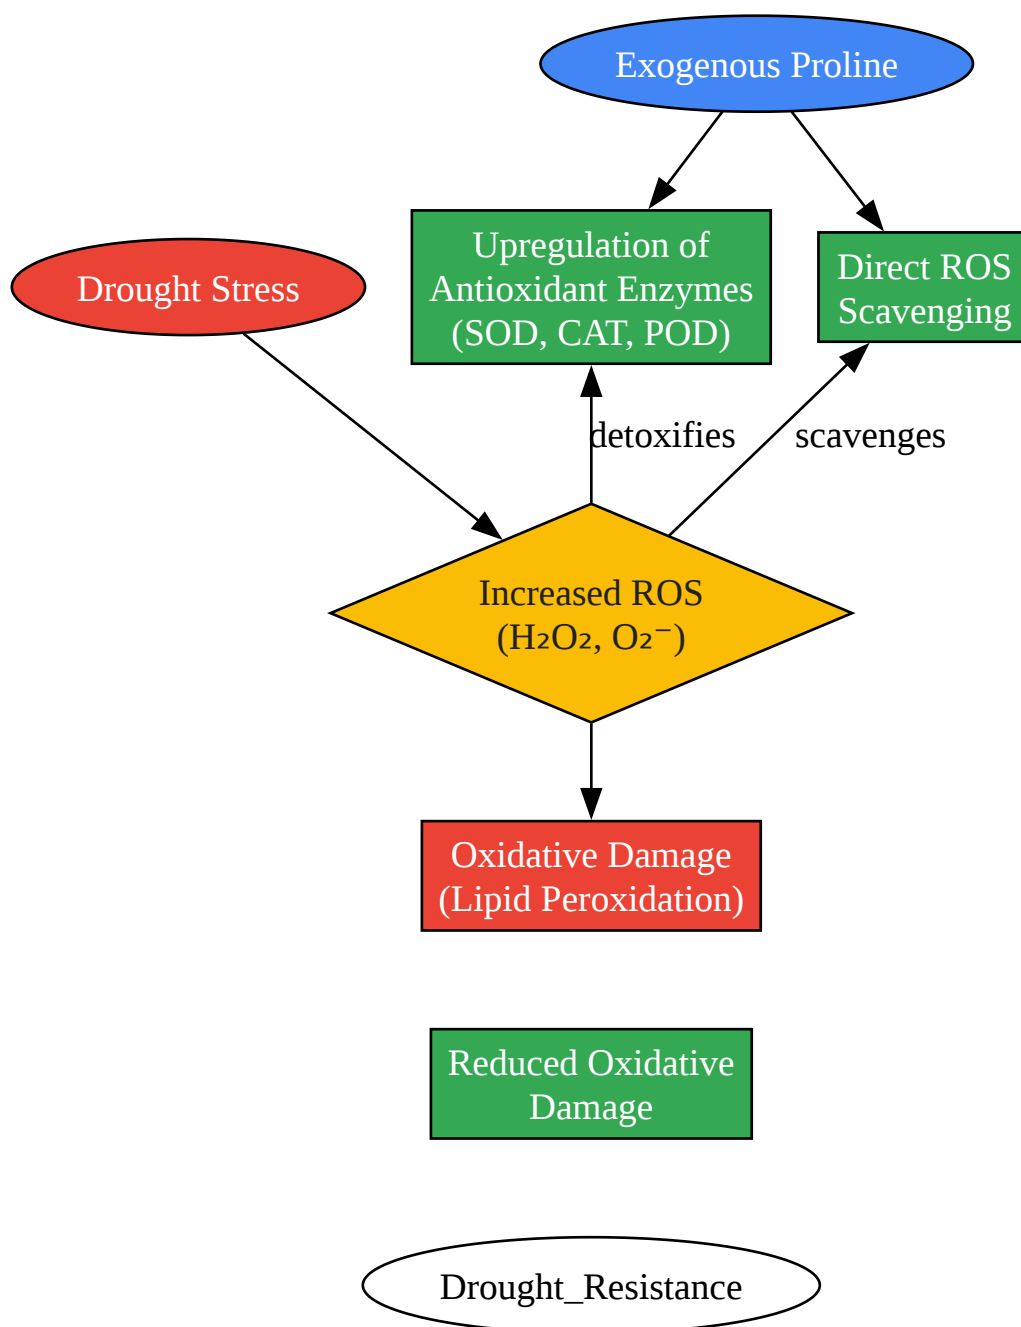 Exogenous Proline
Upregulation of
Antioxidant Enzymes
(SOD, CAT, POD)
Direct ROS
Scavenging
Drought Stress
detoxifies
scavenges
Increased ROS
(H₂O₂, O₂⁻)
Oxidative Damage
(Lipid Peroxidation)
Reduced Oxidative
Damage
Drought_Resistance